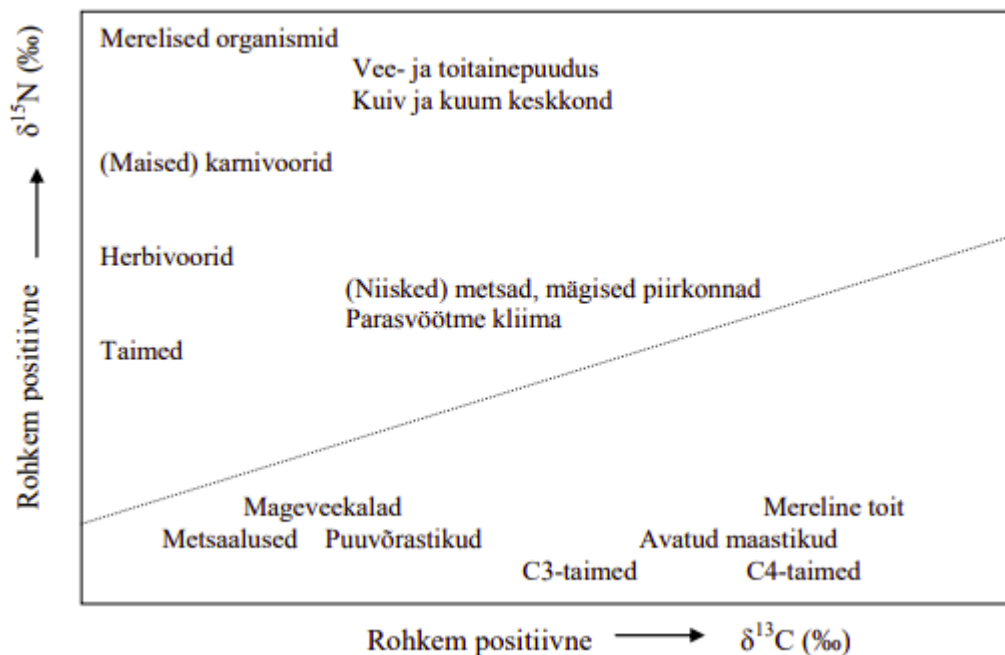 Merelised organismid
Vee- ja toitainepuudus
Kuiv ja kuum keskkond
(Maised) karnivoorid
Herbivoorid
(Niisked) metsad, mägised piirkonnad
Parasvöötme kliima
Taimed
Mageveekalad
Mereline toit
Metsaalused
Puuvõrastikud
Avatud maastikud
C3-taimed
C4-taimed
Rohkem positiivne
δ¹⁵N (‰)
Rohkem positiivne
δ¹³C (‰)